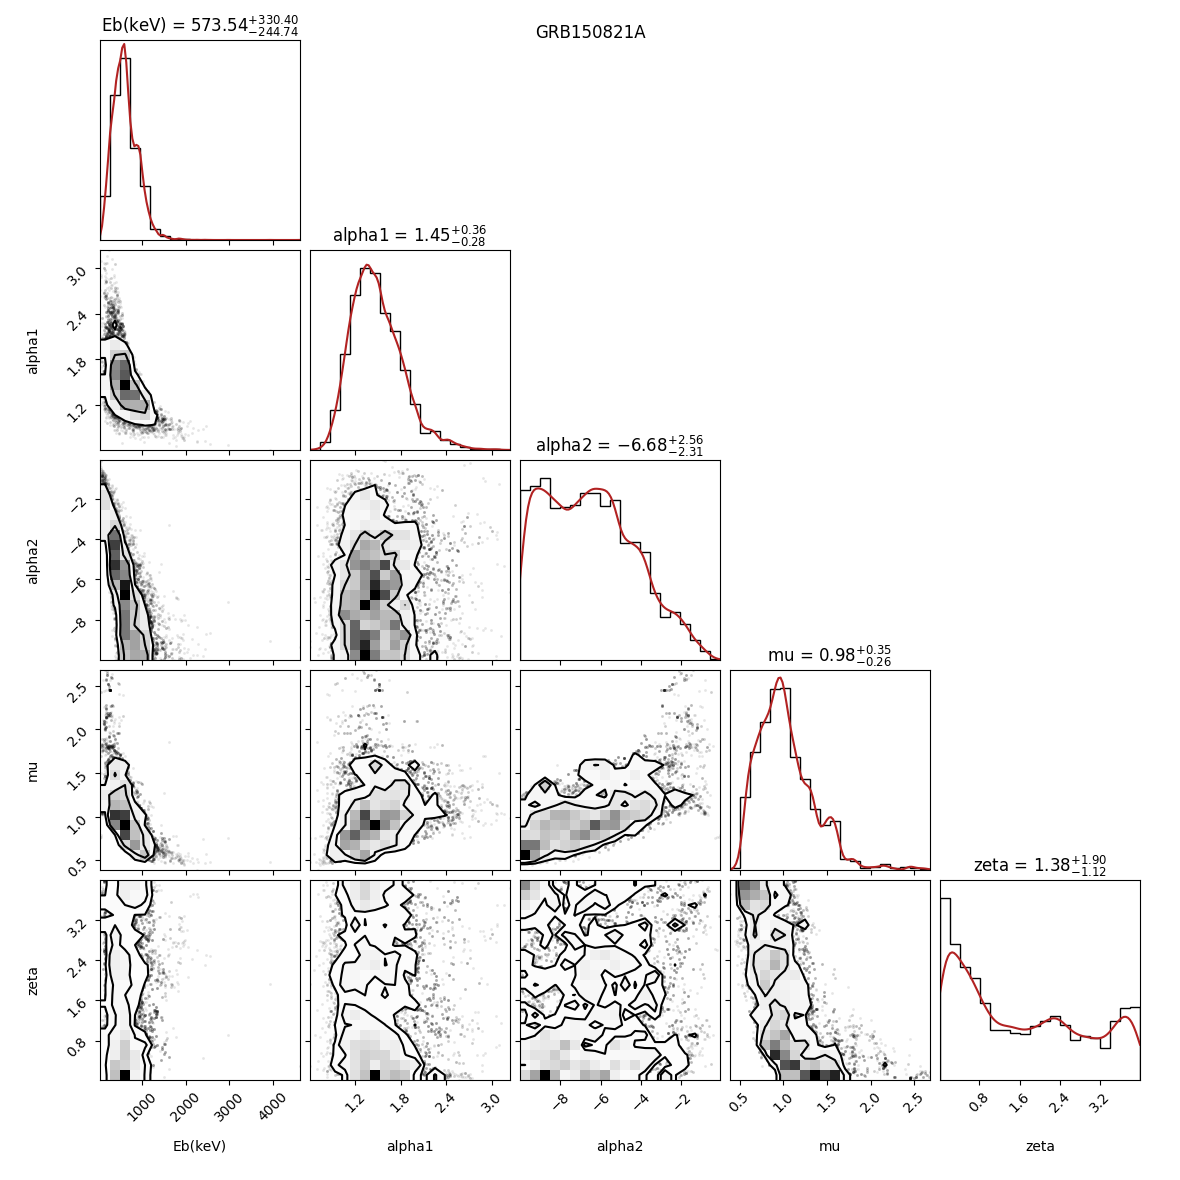 Eb(keV) = 573.54+330.40−244.74
GRB150821A
alpha1 = 1.45+0.36−0.28
3.0
2.4
1.8
1.2
alpha1
alpha2 = −6.68+2.56−2.31
−2
−4
−6
−8
alpha2
mu = 0.98+0.35−0.26
2.5
2.0
1.5
1.0
0.5
mu
zeta = 1.38+1.90−1.12
3.2
2.4
1.6
0.8
zeta
1000 2000 3000 4000 1.2 1.8 2.4 3.0 −8 −6 −4 −2 0.5 1.0 1.5 2.0 2.5 0.8 1.6 2.4 3.2
Eb(keV) alpha1 alpha2 mu zeta